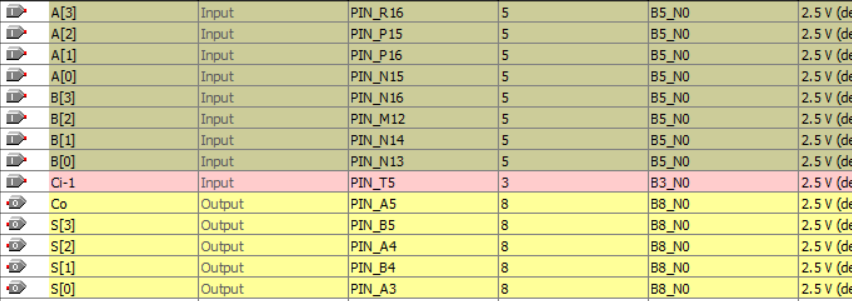 A[3] Input PIN_R16 5 B5_N0 2.5 V (de
A[2] Input PIN_P15 5 B5_N0 2.5 V (de
A[1] Input PIN_P16 5 B5_N0 2.5 V (de
A[0] Input PIN_N15 5 B5_N0 2.5 V (de
B[3] Input PIN_N16 5 B5_N0 2.5 V (de
B[2] Input PIN_M12 5 B5_N0 2.5 V (de
B[1] Input PIN_N14 5 B5_N0 2.5 V (de
B[0] Input PIN_N13 5 B5_N0 2.5 V (de
Ci-1 Input PIN_T5 3 B3_N0 2.5 V (de
Co Output PIN_A5 8 B8_N0 2.5 V (de
S[3] Output PIN_B5 8 B8_N0 2.5 V (de
S[2] Output PIN_A4 8 B8_N0 2.5 V (de
S[1] Output PIN_B4 8 B8_N0 2.5 V (de
S[0] Output PIN_A3 8 B8_N0 2.5 V (de